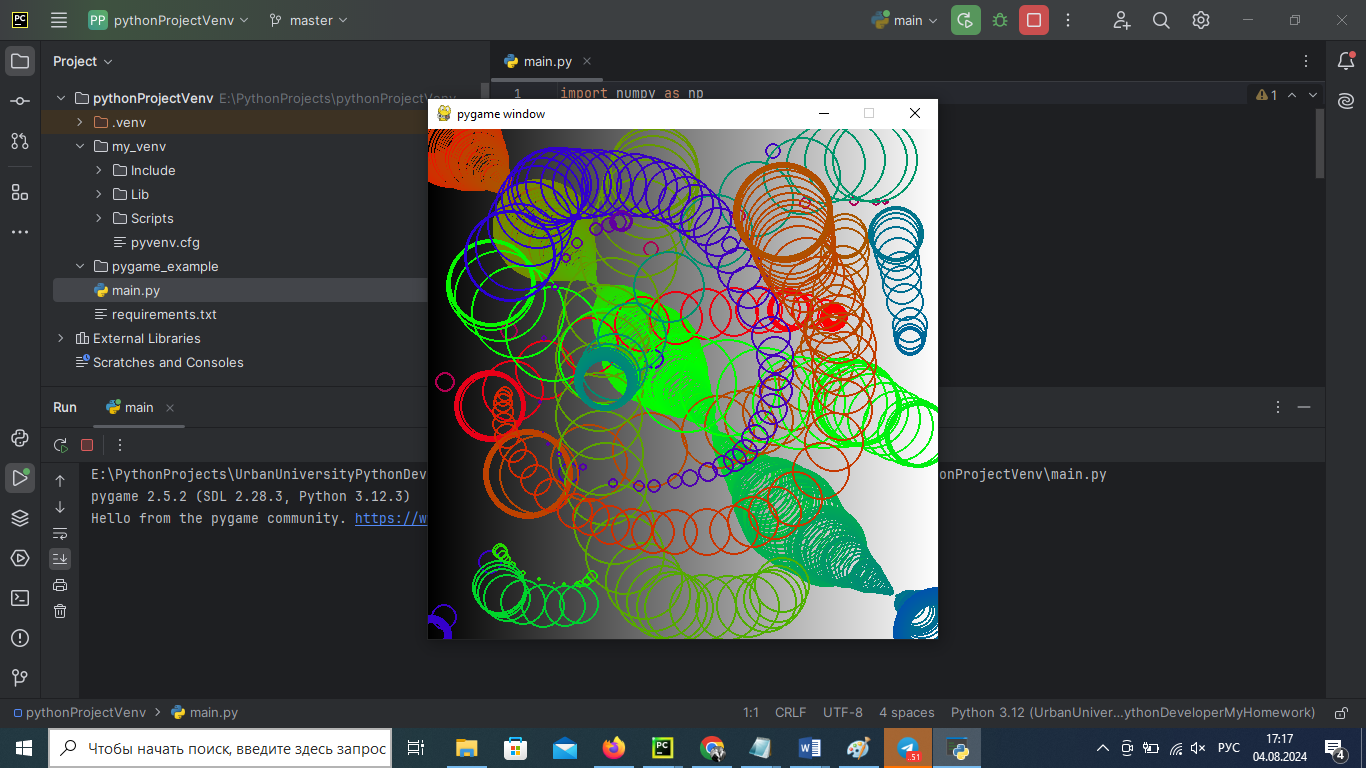 PC
PP pythonProjectVenv
master
main
Project
main.py
pythonProjectVenv E:\PythonProjects\pythonProjectVenv
.venv
my_venv
Include
Lib
Scripts
pyvenv.cfg
pygame_example
main.py
requirements.txt
External Libraries
Scratches and Consoles
1 import numpy as np
1
pygame window
Run main
E:\PythonProjects\UrbanUniversityPythonDev
onProjectVenv\main.py
pygame 2.5.2 (SDL 2.28.3, Python 3.12.3)
Hello from the pygame community. https://w
pythonProjectVenv > main.py
1:1 CRLF UTF-8 4 spaces Python 3.12 (UrbanUniver...ythonDeveloperMyHomework)
Чтобы начать поиск, введите здесь запрос
PC
W
51
РУС
17:17
04.08.2024
4